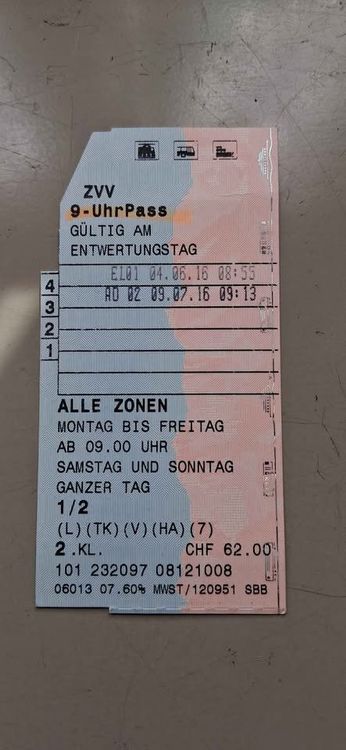 ZVV
9-UhrPass
GÜLTIG AM
ENTWERTUNGSTAG
E101 04.06.16 08:55
4
AD 02 09.07.16 09:13
3
2
1
ALLE ZONEN
MONTAG BIS FREITAG
AB 09.00 UHR
SAMSTAG UND SONNTAG
GANZER TAG
1/2
(L)(TK)(V)(HA)(7)
2.KL. CHF 62.00
101 232097 08121008
06013 07.60% MWST/120951 SBB